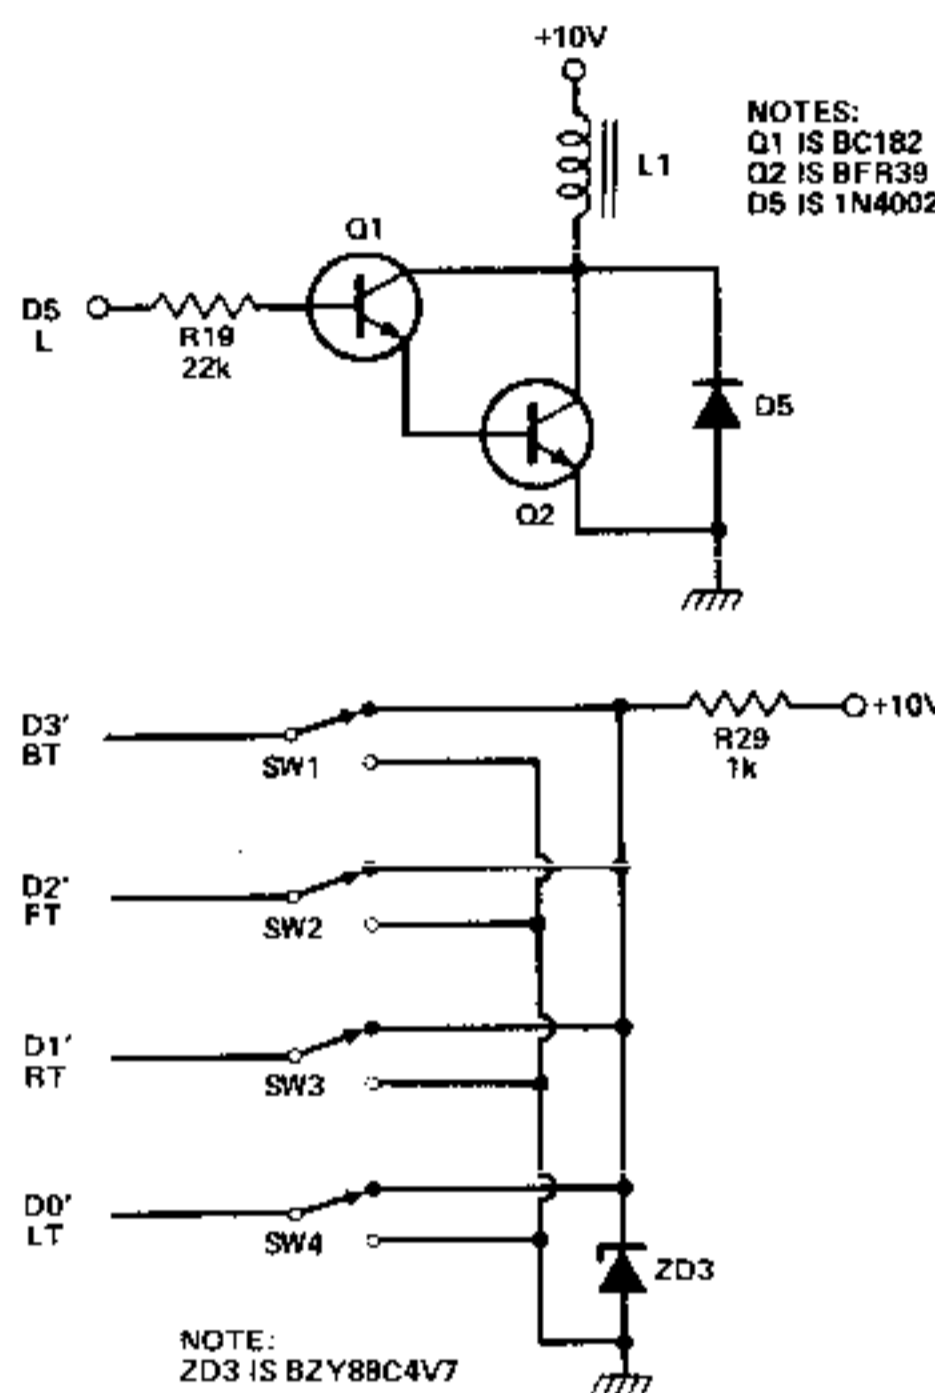 +10V
NOTES:
Q1 IS BC182
Q2 IS BFR39
D5 IS 1N4002
L1
Q1
D5
L
R19
22k
D5
Q2
D3'
BT
SW1
R29
1k
+10V
D2'
FT
SW2
D1'
RT
SW3
D0'
LT
SW4
ZD3
NOTE:
ZD3 IS BZY88C4V7